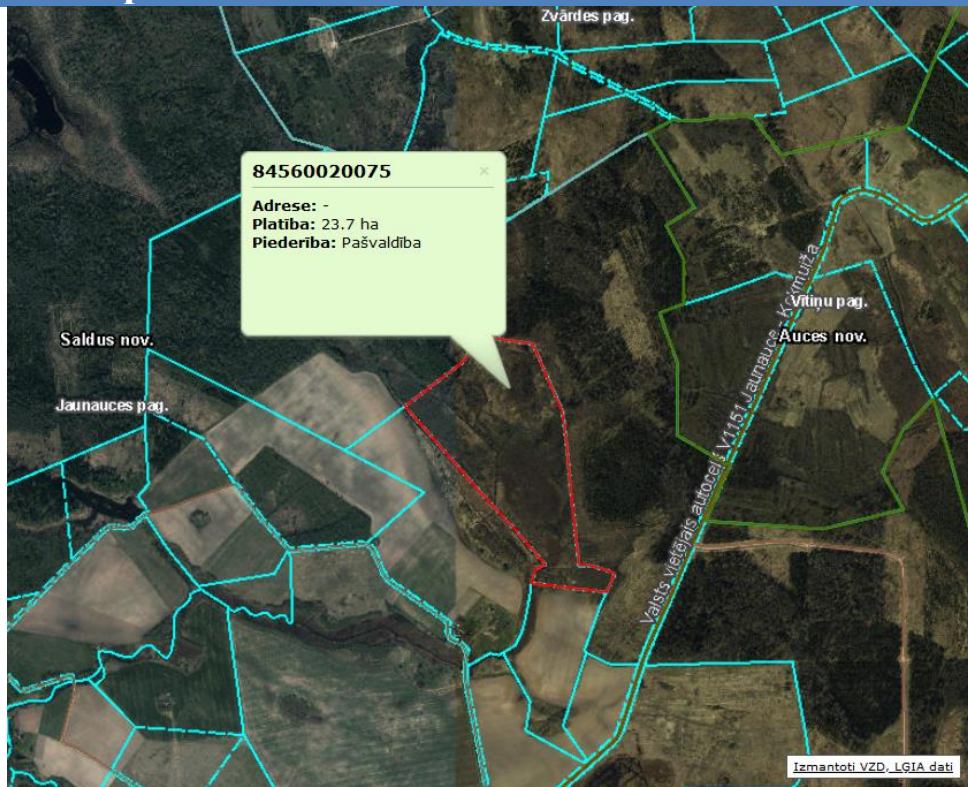 Zvārdes pag.
84560020075
×
Adrese: -
Platība: 23.7 ha
Piederība: Pašvaldība
Saldus nov.
Jaunauces pag.
Vītiņu pag.
Auces nov.
Valsts vietējais autoceļš V1151 Jaunauce - Kokmuiža
Izmantoti VZD, LĢIA dati